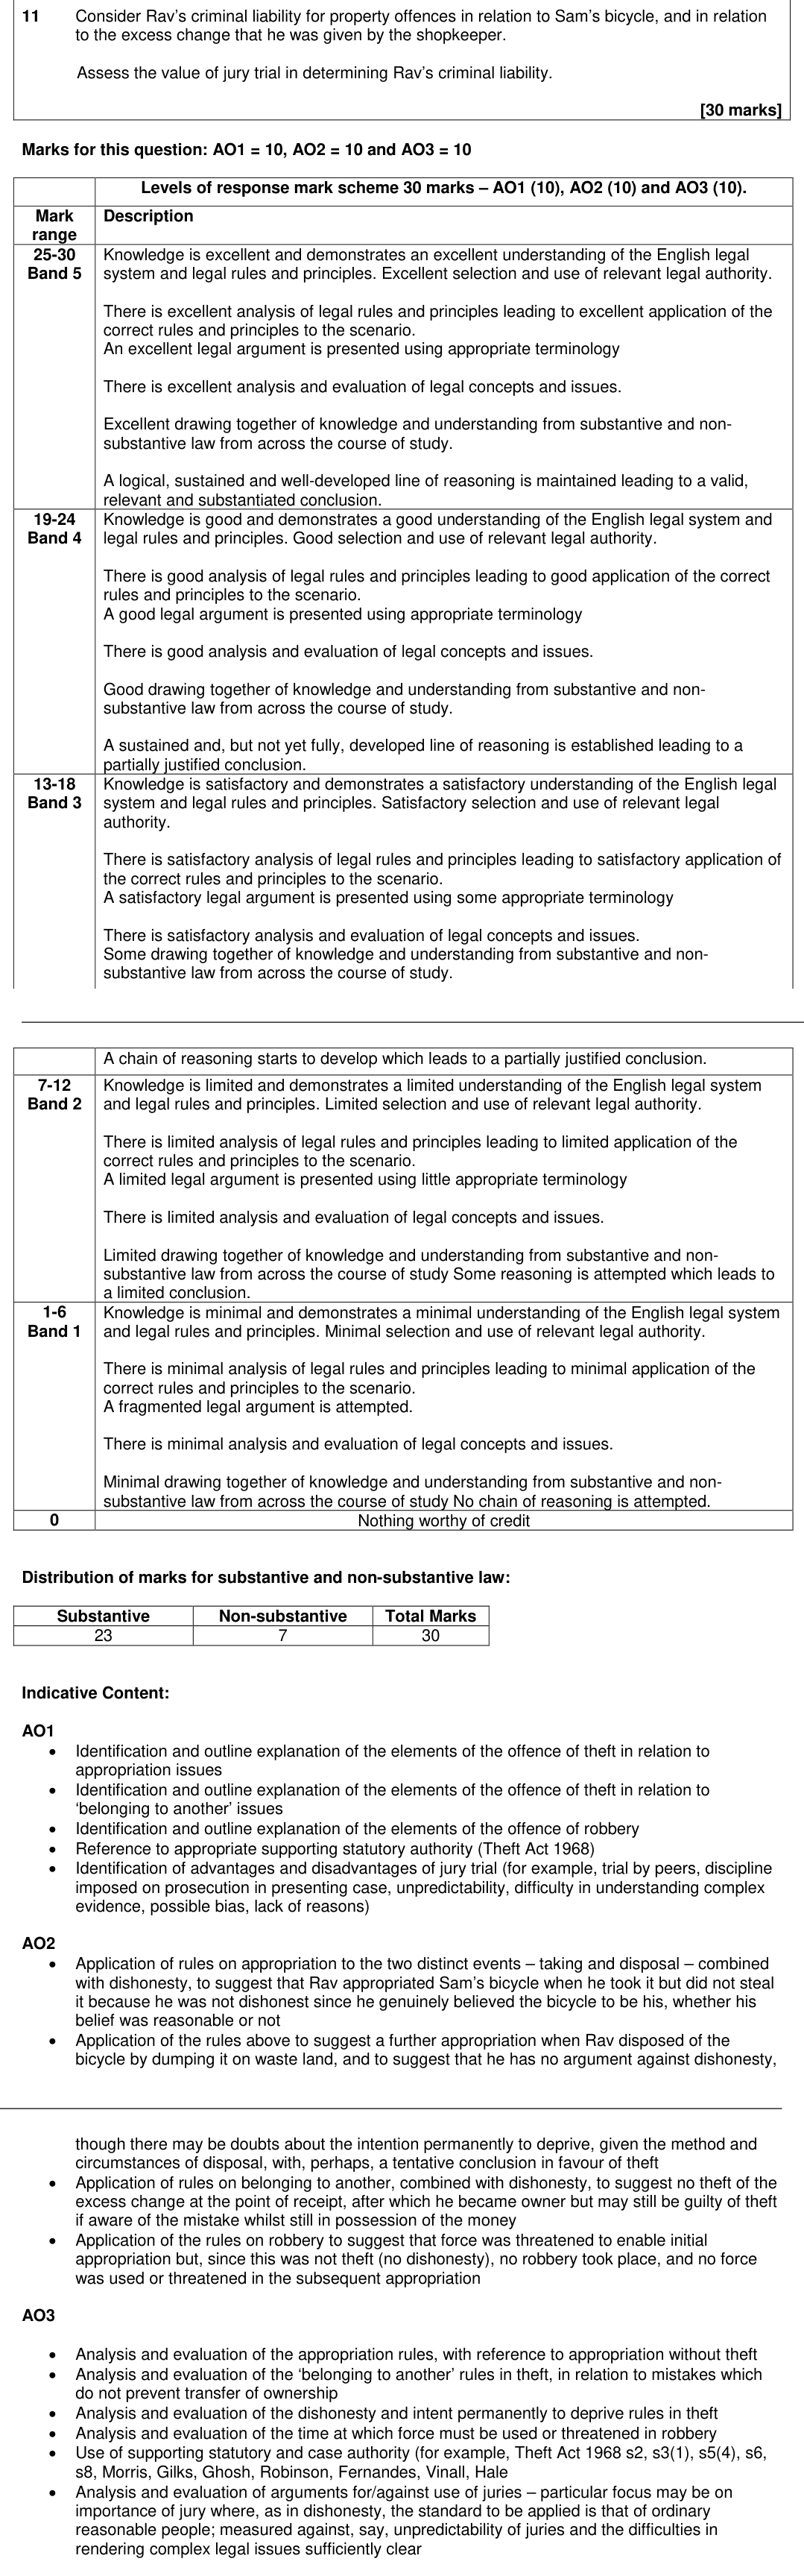 11 Consider Rav's criminal liability for property offences in relation to Sam's bicycle, and in relation
to the excess change that he was given by the shopkeeper.
Assess the value of jury trial in determining Rav's criminal liability.
[30 marks]
Marks for this question: AO1 = 10, AO2 = 10 and AO3 = 10
Levels of response mark scheme 30 marks – AO1 (10), AO2 (10) and AO3 (10).
Mark
range
Description
25-30
Band 5
Knowledge is excellent and demonstrates an excellent understanding of the English legal
system and legal rules and principles. Excellent selection and use of relevant legal authority.
There is excellent analysis of legal rules and principles leading to excellent application of the
correct rules and principles to the scenario.
An excellent legal argument is presented using appropriate terminology
There is excellent analysis and evaluation of legal concepts and issues.
Excellent drawing together of knowledge and understanding from substantive and non-
substantive law from across the course of study.
A logical, sustained and well-developed line of reasoning is maintained leading to a valid,
relevant and substantiated conclusion.
19-24
Band 4
Knowledge is good and demonstrates a good understanding of the English legal system and
legal rules and principles. Good selection and use of relevant legal authority.
There is good analysis of legal rules and principles leading to good application of the correct
rules and principles to the scenario.
A good legal argument is presented using appropriate terminology
There is good analysis and evaluation of legal concepts and issues.
Good drawing together of knowledge and understanding from substantive and non-
substantive law from across the course of study.
A sustained and, but not yet fully, developed line of reasoning is established leading to a
partially justified conclusion.
13-18
Band 3
Knowledge is satisfactory and demonstrates a satisfactory understanding of the English legal
system and legal rules and principles. Satisfactory selection and use of relevant legal
authority.
There is satisfactory analysis of legal rules and principles leading to satisfactory application of
the correct rules and principles to the scenario.
A satisfactory legal argument is presented using some appropriate terminology
There is satisfactory analysis and evaluation of legal concepts and issues.
Some drawing together of knowledge and understanding from substantive and non-
substantive law from across the course of study.
A chain of reasoning starts to develop which leads to a partially justified conclusion.
7-12
Band 2
Knowledge is limited and demonstrates a limited understanding of the English legal system
and legal rules and principles. Limited selection and use of relevant legal authority.
There is limited analysis of legal rules and principles leading to limited application of the
correct rules and principles to the scenario.
A limited legal argument is presented using little appropriate terminology
There is limited analysis and evaluation of legal concepts and issues.
Limited drawing together of knowledge and understanding from substantive and non-
substantive law from across the course of study Some reasoning is attempted which leads to
a limited conclusion.
1-6
Band 1
Knowledge is minimal and demonstrates a minimal understanding of the English legal system
and legal rules and principles. Minimal selection and use of relevant legal authority.
There is minimal analysis of legal rules and principles leading to minimal application of the
correct rules and principles to the scenario.
A fragmented legal argument is attempted.
There is minimal analysis and evaluation of legal concepts and issues.
Minimal drawing together of knowledge and understanding from substantive and non-
substantive law from across the course of study No chain of reasoning is attempted.
0 Nothing worthy of credit
Distribution of marks for substantive and non-substantive law:
Substantive Non-substantive Total Marks
23 7 30
Indicative Content:
AO1
• Identification and outline explanation of the elements of the offence of theft in relation to
appropriation issues
• Identification and outline explanation of the elements of the offence of theft in relation to
'belonging to another' issues
• Identification and outline explanation of the elements of the offence of robbery
• Reference to appropriate supporting statutory authority (Theft Act 1968)
• Identification of advantages and disadvantages of jury trial (for example, trial by peers, discipline
imposed on prosecution in presenting case, unpredictability, difficulty in understanding complex
evidence, possible bias, lack of reasons)
AO2
• Application of rules on appropriation to the two distinct events – taking and disposal – combined
with dishonesty, to suggest that Rav appropriated Sam's bicycle when he took it but did not steal
it because he was not dishonest since he genuinely believed the bicycle to be his, whether his
belief was reasonable or not
• Application of the rules above to suggest a further appropriation when Rav disposed of the
bicycle by dumping it on waste land, and to suggest that he has no argument against dishonesty,
though there may be doubts about the intention permanently to deprive, given the method and
circumstances of disposal, with, perhaps, a tentative conclusion in favour of theft
• Application of rules on belonging to another, combined with dishonesty, to suggest no theft of the
excess change at the point of receipt, after which he became owner but may still be guilty of theft
if aware of the mistake whilst still in possession of the money
• Application of the rules on robbery to suggest that force was threatened to enable initial
appropriation but, since this was not theft (no dishonesty), no robbery took place, and no force
was used or threatened in the subsequent appropriation
AO3
• Analysis and evaluation of the appropriation rules, with reference to appropriation without theft
• Analysis and evaluation of the 'belonging to another' rules in theft, in relation to mistakes which
do not prevent transfer of ownership
• Analysis and evaluation of the dishonesty and intent permanently to deprive rules in theft
• Analysis and evaluation of the time at which force must be used or threatened in robbery
• Use of supporting statutory and case authority (for example, Theft Act 1968 s2, s3(1), s5(4), s6,
s8, Morris, Gilks, Ghosh, Robinson, Fernandes, Vinall, Hale
• Analysis and evaluation of arguments for/against use of juries – particular focus may be on
importance of jury where, as in dishonesty, the standard to be applied is that of ordinary
reasonable people; measured against, say, unpredictability of juries and the difficulties in
rendering complex legal issues sufficiently clear